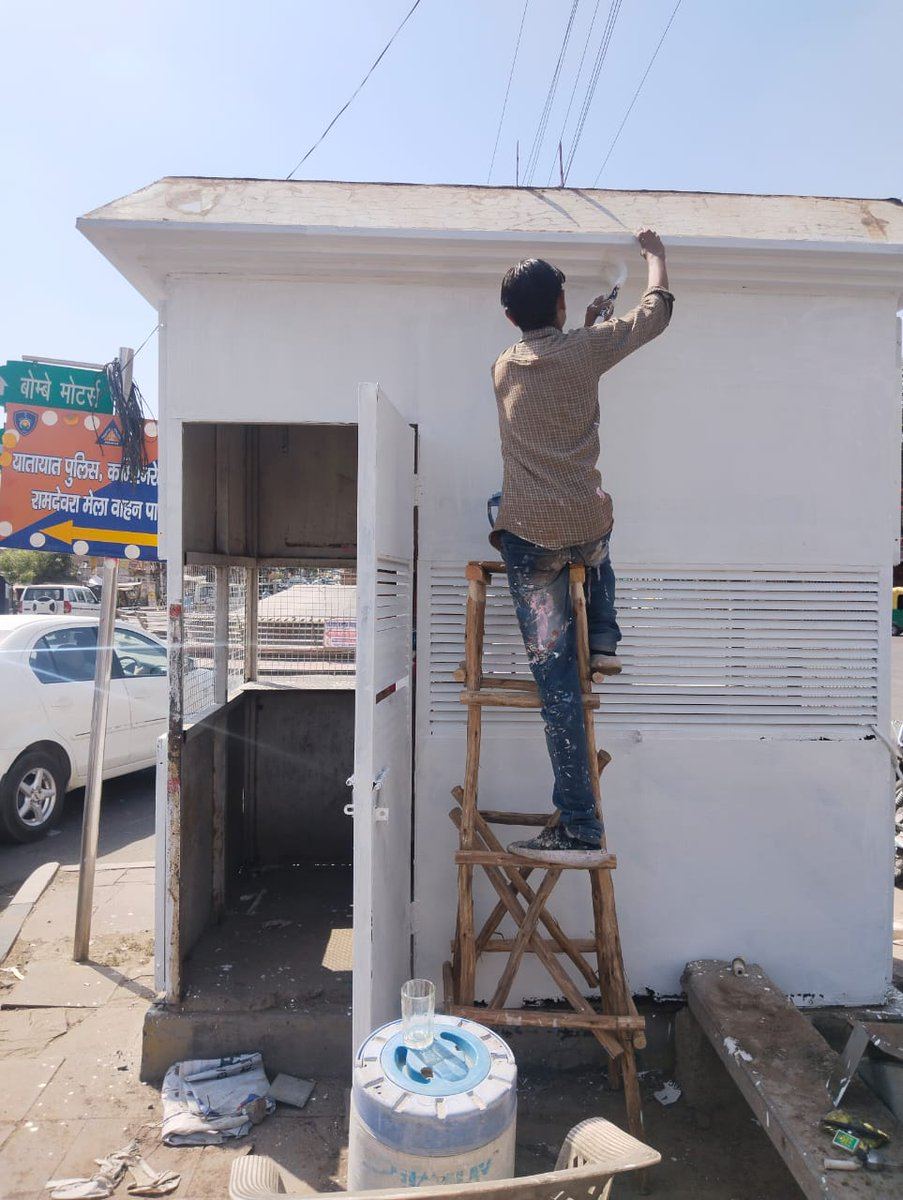 बोम्बे मोटर्स
यातायात पुलिस,
रामदेवरा मेला वाहन